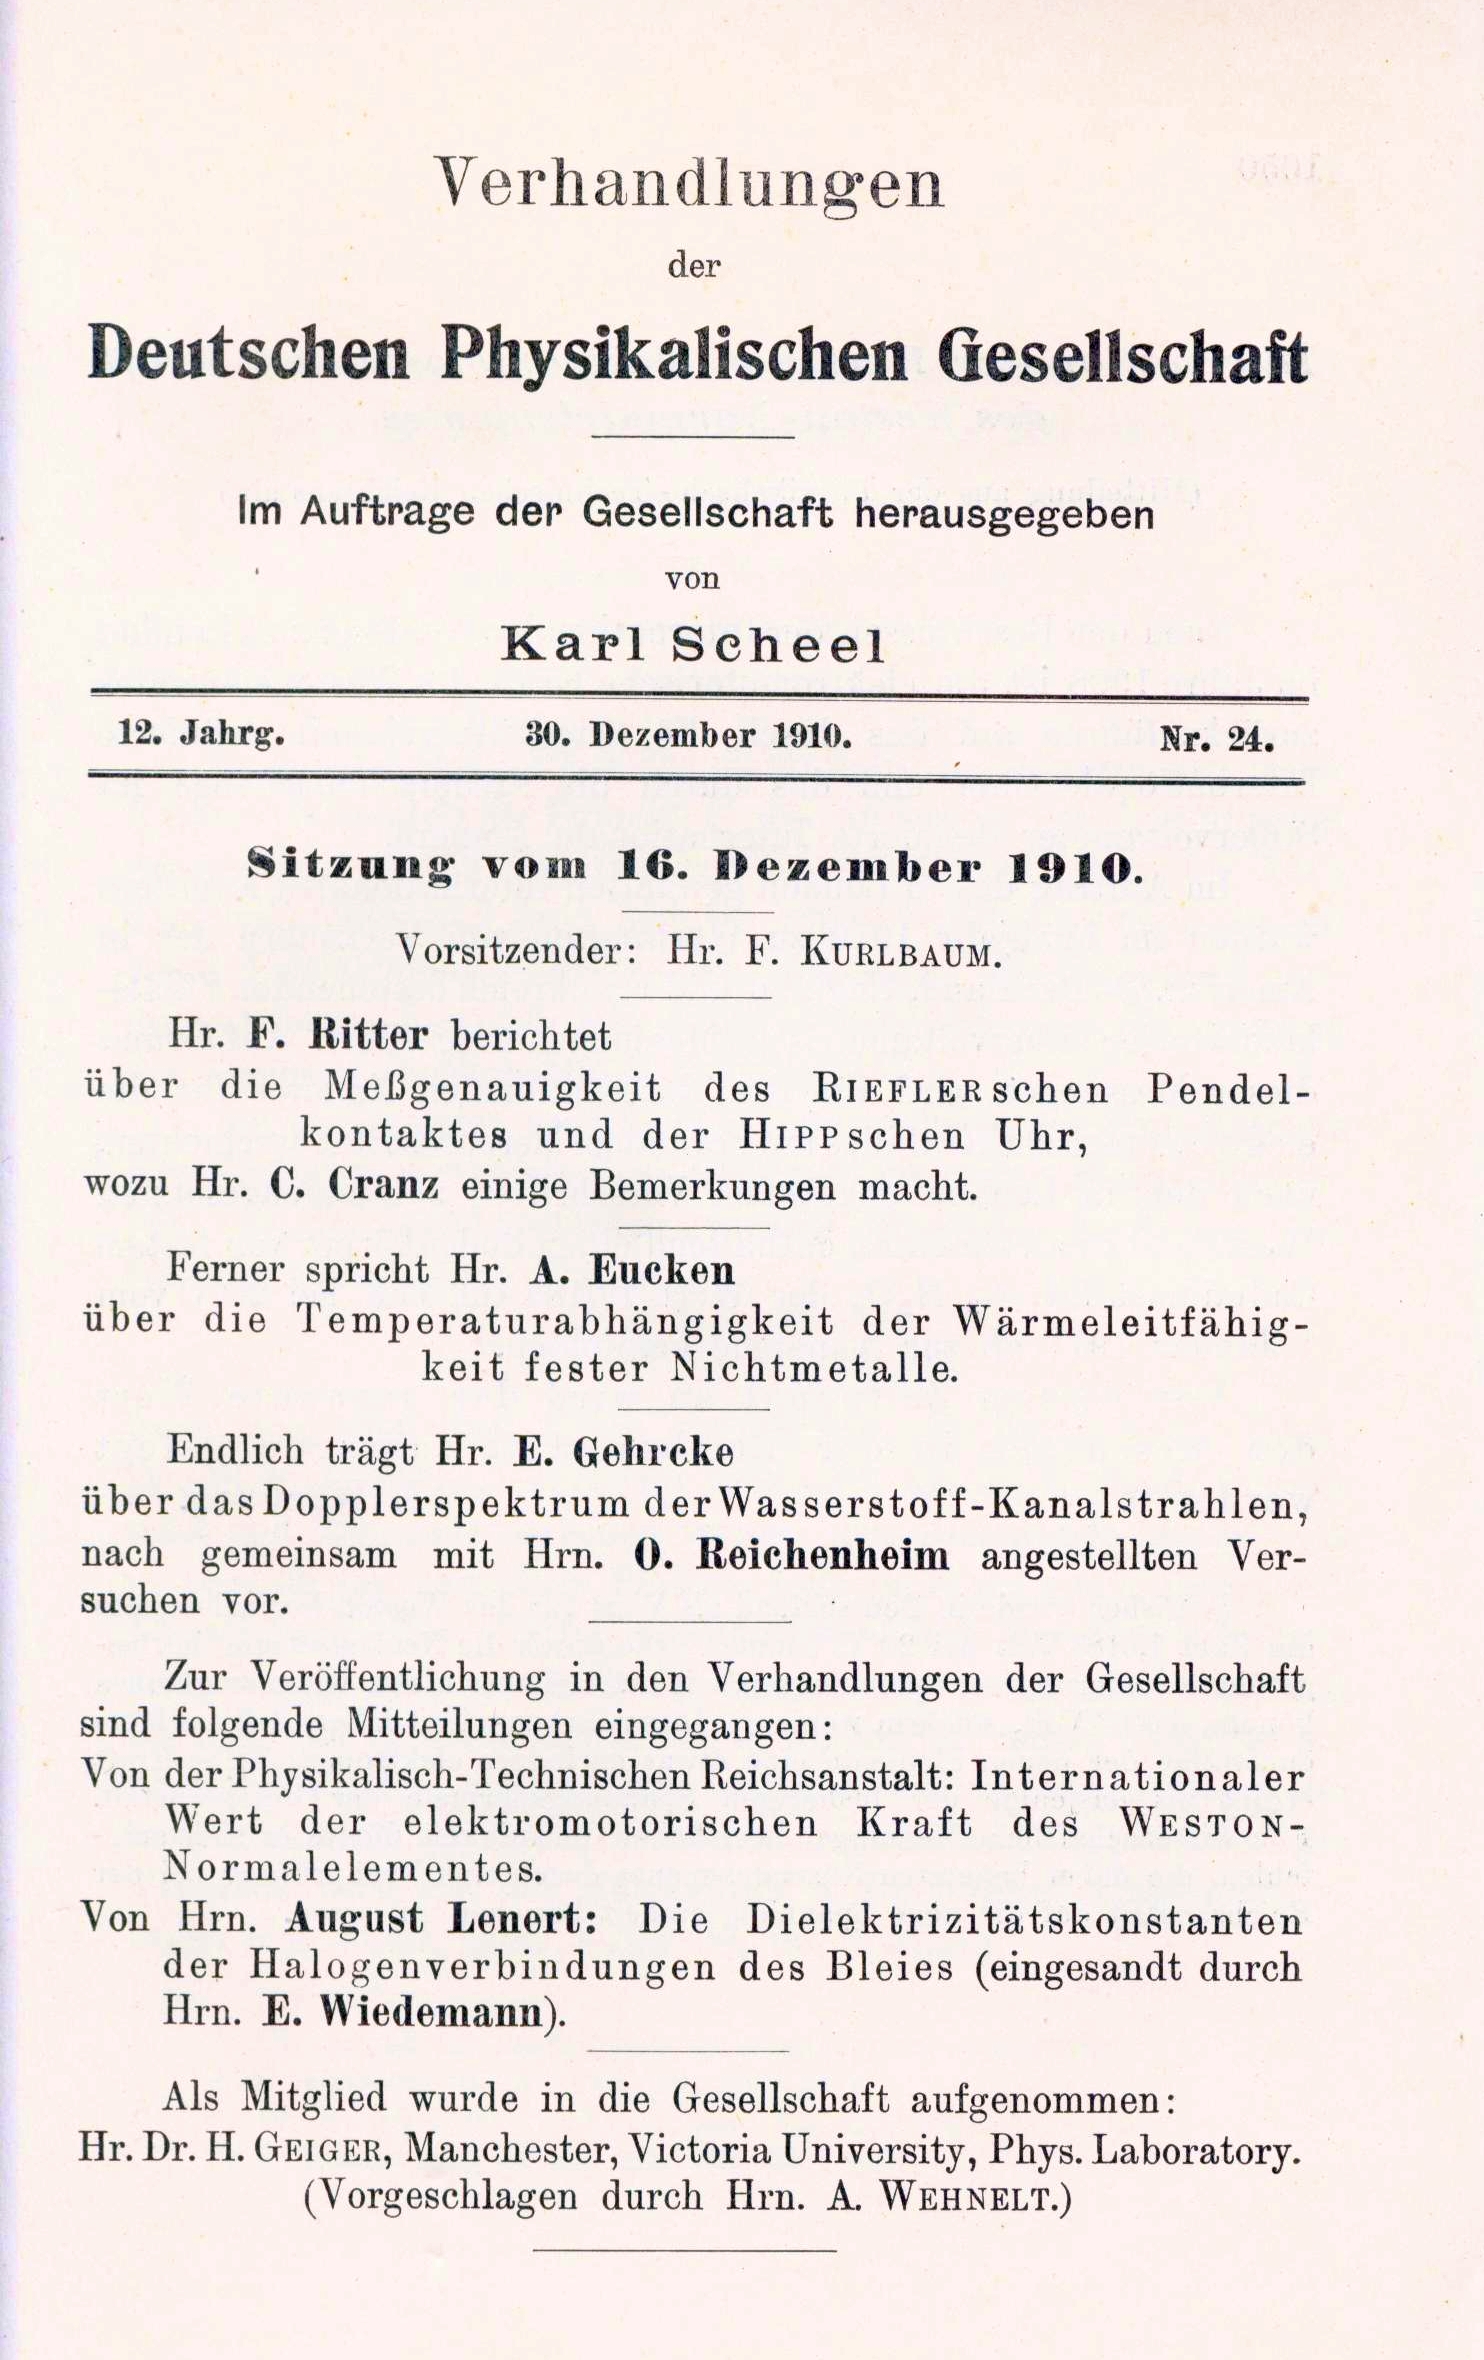 Verhandlungen
der
Deutschen Physikalischen Gesellschaft
Im Auftrage der Gesellschaft herausgegeben
von
Karl Scheel
12. Jahrg. 30. Dezember 1910. Nr. 24.
Sitzung vom 16. Dezember 1910.
Vorsitzender: Hr. F. KURLBAUM.
Hr. F. Ritter berichtet
über die Meßgenauigkeit des RIEFLERschen Pendel-
kontaktes und der HIPPschen Uhr,
wozu Hr. C. Cranz einige Bemerkungen macht.
Ferner spricht Hr. A. Eucken
über die Temperaturabhängigkeit der Wärmeleitfähig-
keit fester Nichtmetalle.
Endlich trägt Hr. E. Gehrcke
über das Dopplerspektrum der Wasserstoff-Kanalstrahlen,
nach gemeinsam mit Hrn. O. Reichenheim angestellten Ver-
suchen vor.
Zur Veröffentlichung in den Verhandlungen der Gesellschaft
sind folgende Mitteilungen eingegangen:
Von der Physikalisch-Technischen Reichsanstalt: Internationaler
Wert der elektromotorischen Kraft des WESTON-
Normalelementes.
Von Hrn. August Lenert: Die Dielektrizitätskonstanten
der Halogenverbindungen des Bleies (eingesandt durch
Hrn. E. Wiedemann).
Als Mitglied wurde in die Gesellschaft aufgenommen:
Hr. Dr. H. GEIGER, Manchester, Victoria University, Phys. Laboratory.
(Vorgeschlagen durch Hrn. A. WEHNELT.)